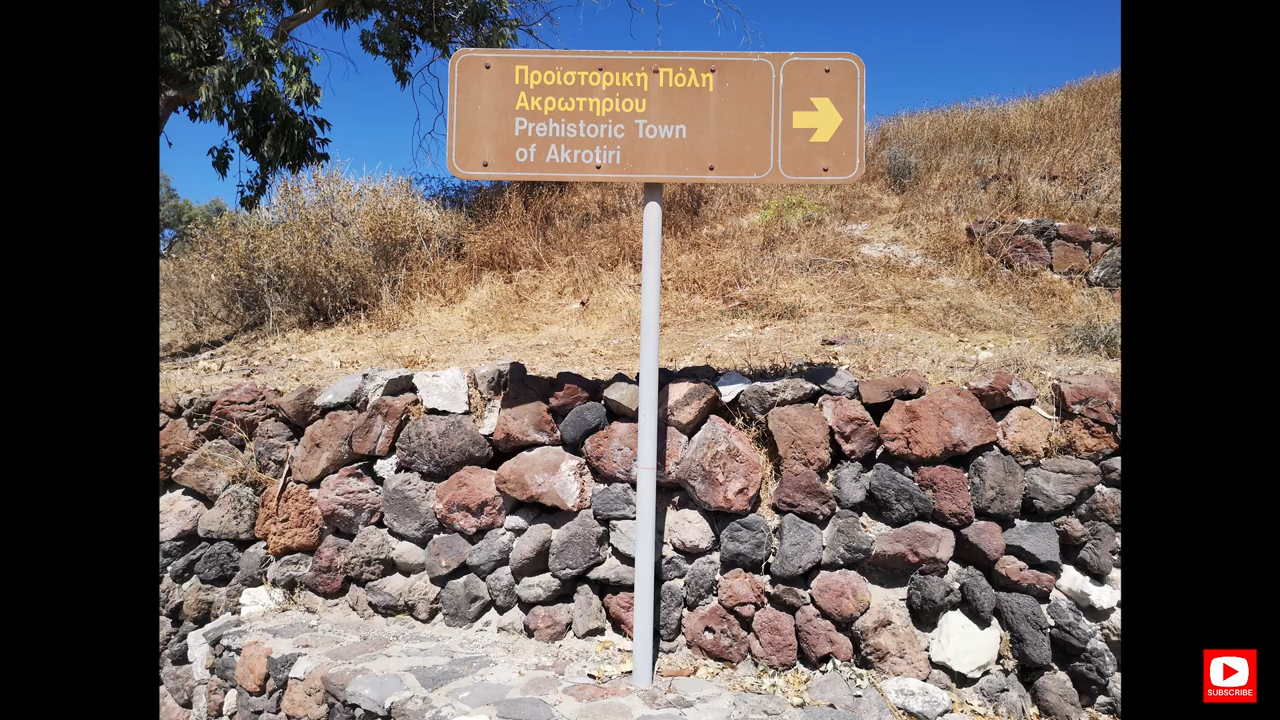 Προϊστορική Πόλη
Ακρωτηρίου
Prehistoric Town
of Akrotiri
SUBSCRIBE